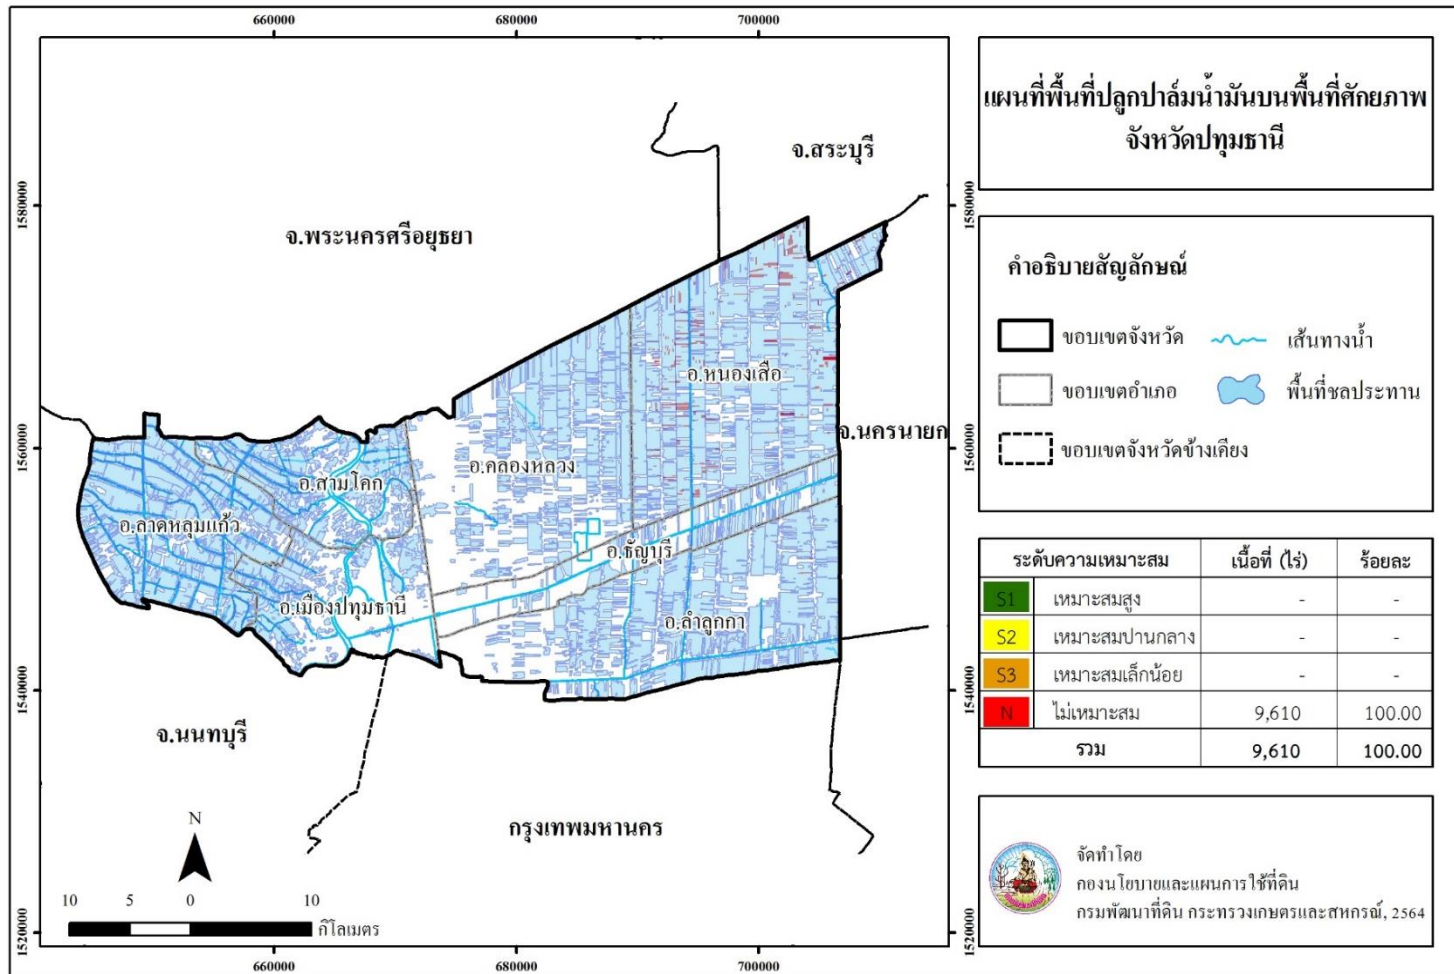 660000
680000
700000
1580000
1560000
1540000
1520000
จ.สระบุรี
จ.พระนครศรีอยุธยา
อ.หนองเสือ
จ.นครนายก
อ.คลองหลวง
อ.สามโคก
อ.ลาดหลุมแก้ว
อ.ธัญบุรี
อ.เมืองปทุมธานี
อ.ลำลูกกา
จ.นนทบุรี
กรุงเทพมหานคร
N
10 5 0 10
กิโลเมตร
660000
680000
700000
1580000
1560000
1540000
1520000
แผนที่พื้นที่ปลูกปาล์มน้ำมันบนพื้นที่ศักยภาพ
จังหวัดปทุมธานี
คำอธิบายสัญลักษณ์
ขอบเขตจังหวัด เส้นทางน้ำ
ขอบเขตอำเภอ พื้นที่ชลประทาน
ขอบเขตจังหวัดข้างเคียง
ระดับความเหมาะสม เนื้อที่ (ไร่) ร้อยละ
S1 เหมาะสมสูง - -
S2 เหมาะสมปานกลาง - -
S3 เหมาะสมเล็กน้อย - -
N ไม่เหมาะสม 9,610 100.00
รวม 9,610 100.00
จัดทำโดย
กองนโยบายและแผนการใช้ที่ดิน
กรมพัฒนาที่ดิน กระทรวงเกษตรและสหกรณ์, 2564